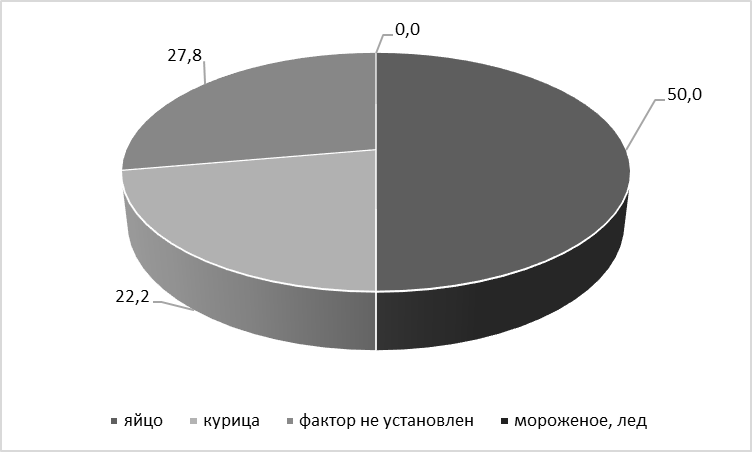 0,0
27,8
50,0
22,2
яйцо курица фактор не установлен мороженое, лед